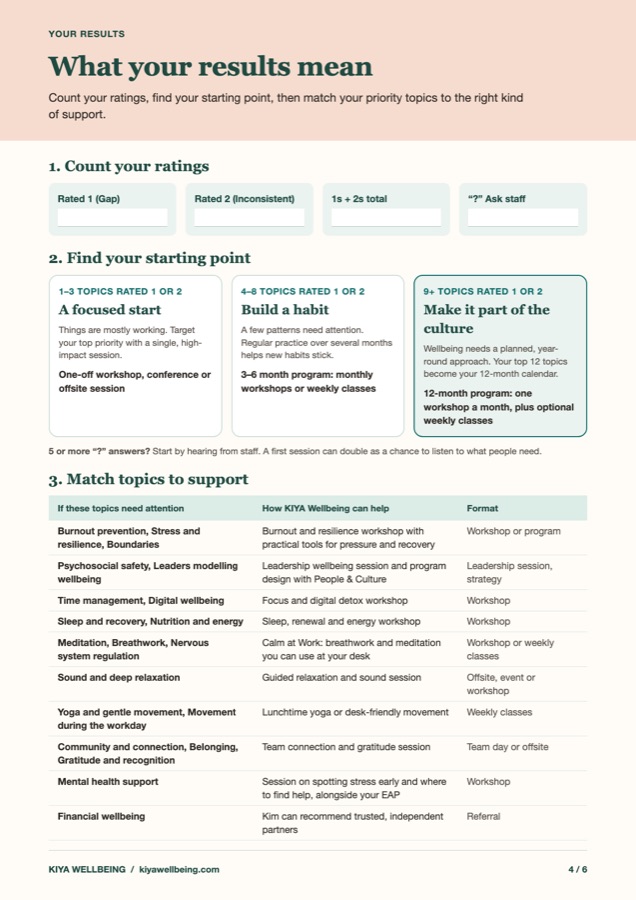 YOUR RESULTS
What your results mean
Count your ratings, find your starting point, then match your priority topics to the right kind
of support.
1. Count your ratings
Rated 1 (Gap)
Rated 2 (Inconsistent)
1s + 2s total
“?” Ask staff
2. Find your starting point
1–3 TOPICS RATED 1 OR 2
A focused start
Things are mostly working. Target
your top priority with a single, high-
impact session.
One-off workshop, conference or
offsite session
4–8 TOPICS RATED 1 OR 2
Build a habit
A few patterns need attention.
Regular practice over several months
helps new habits stick.
3–6 month program: monthly
workshops or weekly classes
9+ TOPICS RATED 1 OR 2
Make it part of the
culture
Wellbeing needs a planned, year-
round approach. Your top 12 topics
become your 12-month calendar.
12-month program: one
workshop a month, plus optional
weekly classes
5 or more “?” answers? Start by hearing from staff. A first session can double as a chance to listen to what people need.
3. Match topics to support
If these topics need attention
How KIYA Wellbeing can help
Format
Burnout prevention, Stress and
resilience, Boundaries
Burnout and resilience workshop with
practical tools for pressure and recovery
Workshop or program
Psychosocial safety, Leaders modelling
wellbeing
Leadership wellbeing session and program
design with People & Culture
Leadership session,
strategy
Time management, Digital wellbeing
Focus and digital detox workshop
Workshop
Sleep and recovery, Nutrition and energy
Sleep, renewal and energy workshop
Workshop
Meditation, Breathwork, Nervous
system regulation
Calm at Work: breathwork and meditation
you can use at your desk
Workshop or weekly
classes
Sound and deep relaxation
Guided relaxation and sound session
Offsite, event or
workshop
Yoga and gentle movement, Movement
during the workday
Lunchtime yoga or desk-friendly movement
Weekly classes
Community and connection, Belonging,
Gratitude and recognition
Team connection and gratitude session
Team day or offsite
Mental health support
Session on spotting stress early and where
to find help, alongside your EAP
Workshop
Financial wellbeing
Kim can recommend trusted, independent
partners
Referral
KIYA WELLBEING / kiyawellbeing.com
4 / 6